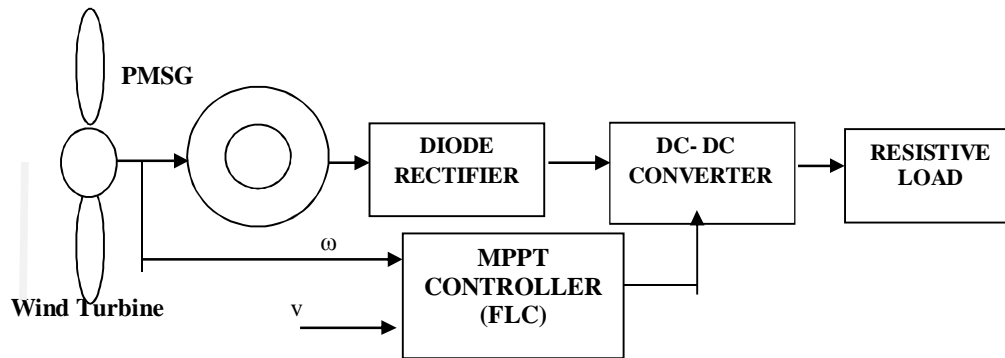 PMSG
DIODE
RECTIFIER
DC- DC
CONVERTER
RESISTIVE
LOAD
ω
MPPT
CONTROLLER
(FLC)
Wind Turbine
v